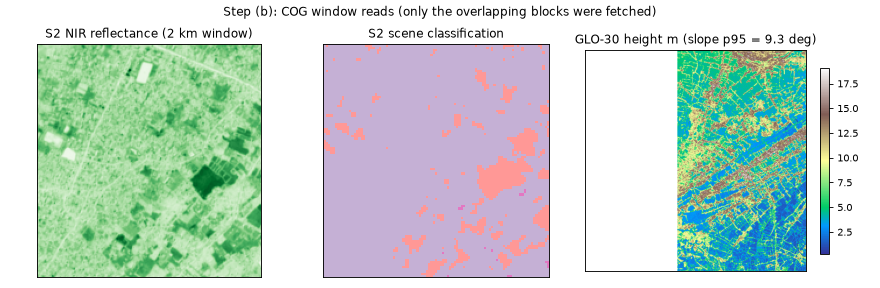 Step (b): COG window reads (only the overlapping blocks were fetched)
S2 NIR reflectance (2 km window)
S2 scene classification
GLO-30 height m (slope p95 = 9.3 deg)
17.5
15.0
12.5
10.0
7.5
5.0
2.5